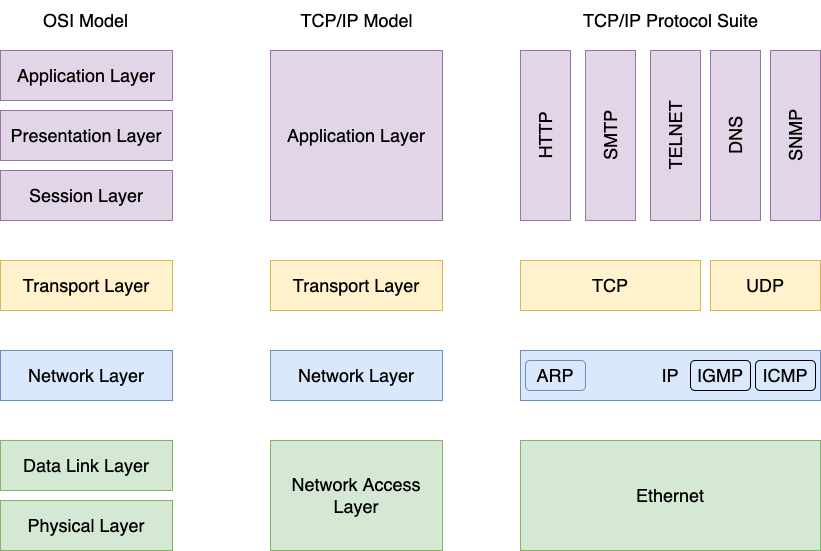 OSI Model
TCP/IP Model
TCP/IP Protocol Suite
Application Layer
Presentation Layer
Session Layer
Application Layer
HTTP
SMTP
TELNET
DNS
SNMP
Transport Layer
Transport Layer
TCP
UDP
Network Layer
Network Layer
ARP
IP
IGMP
ICMP
Data Link Layer
Physical Layer
Network Access
Layer
Ethernet